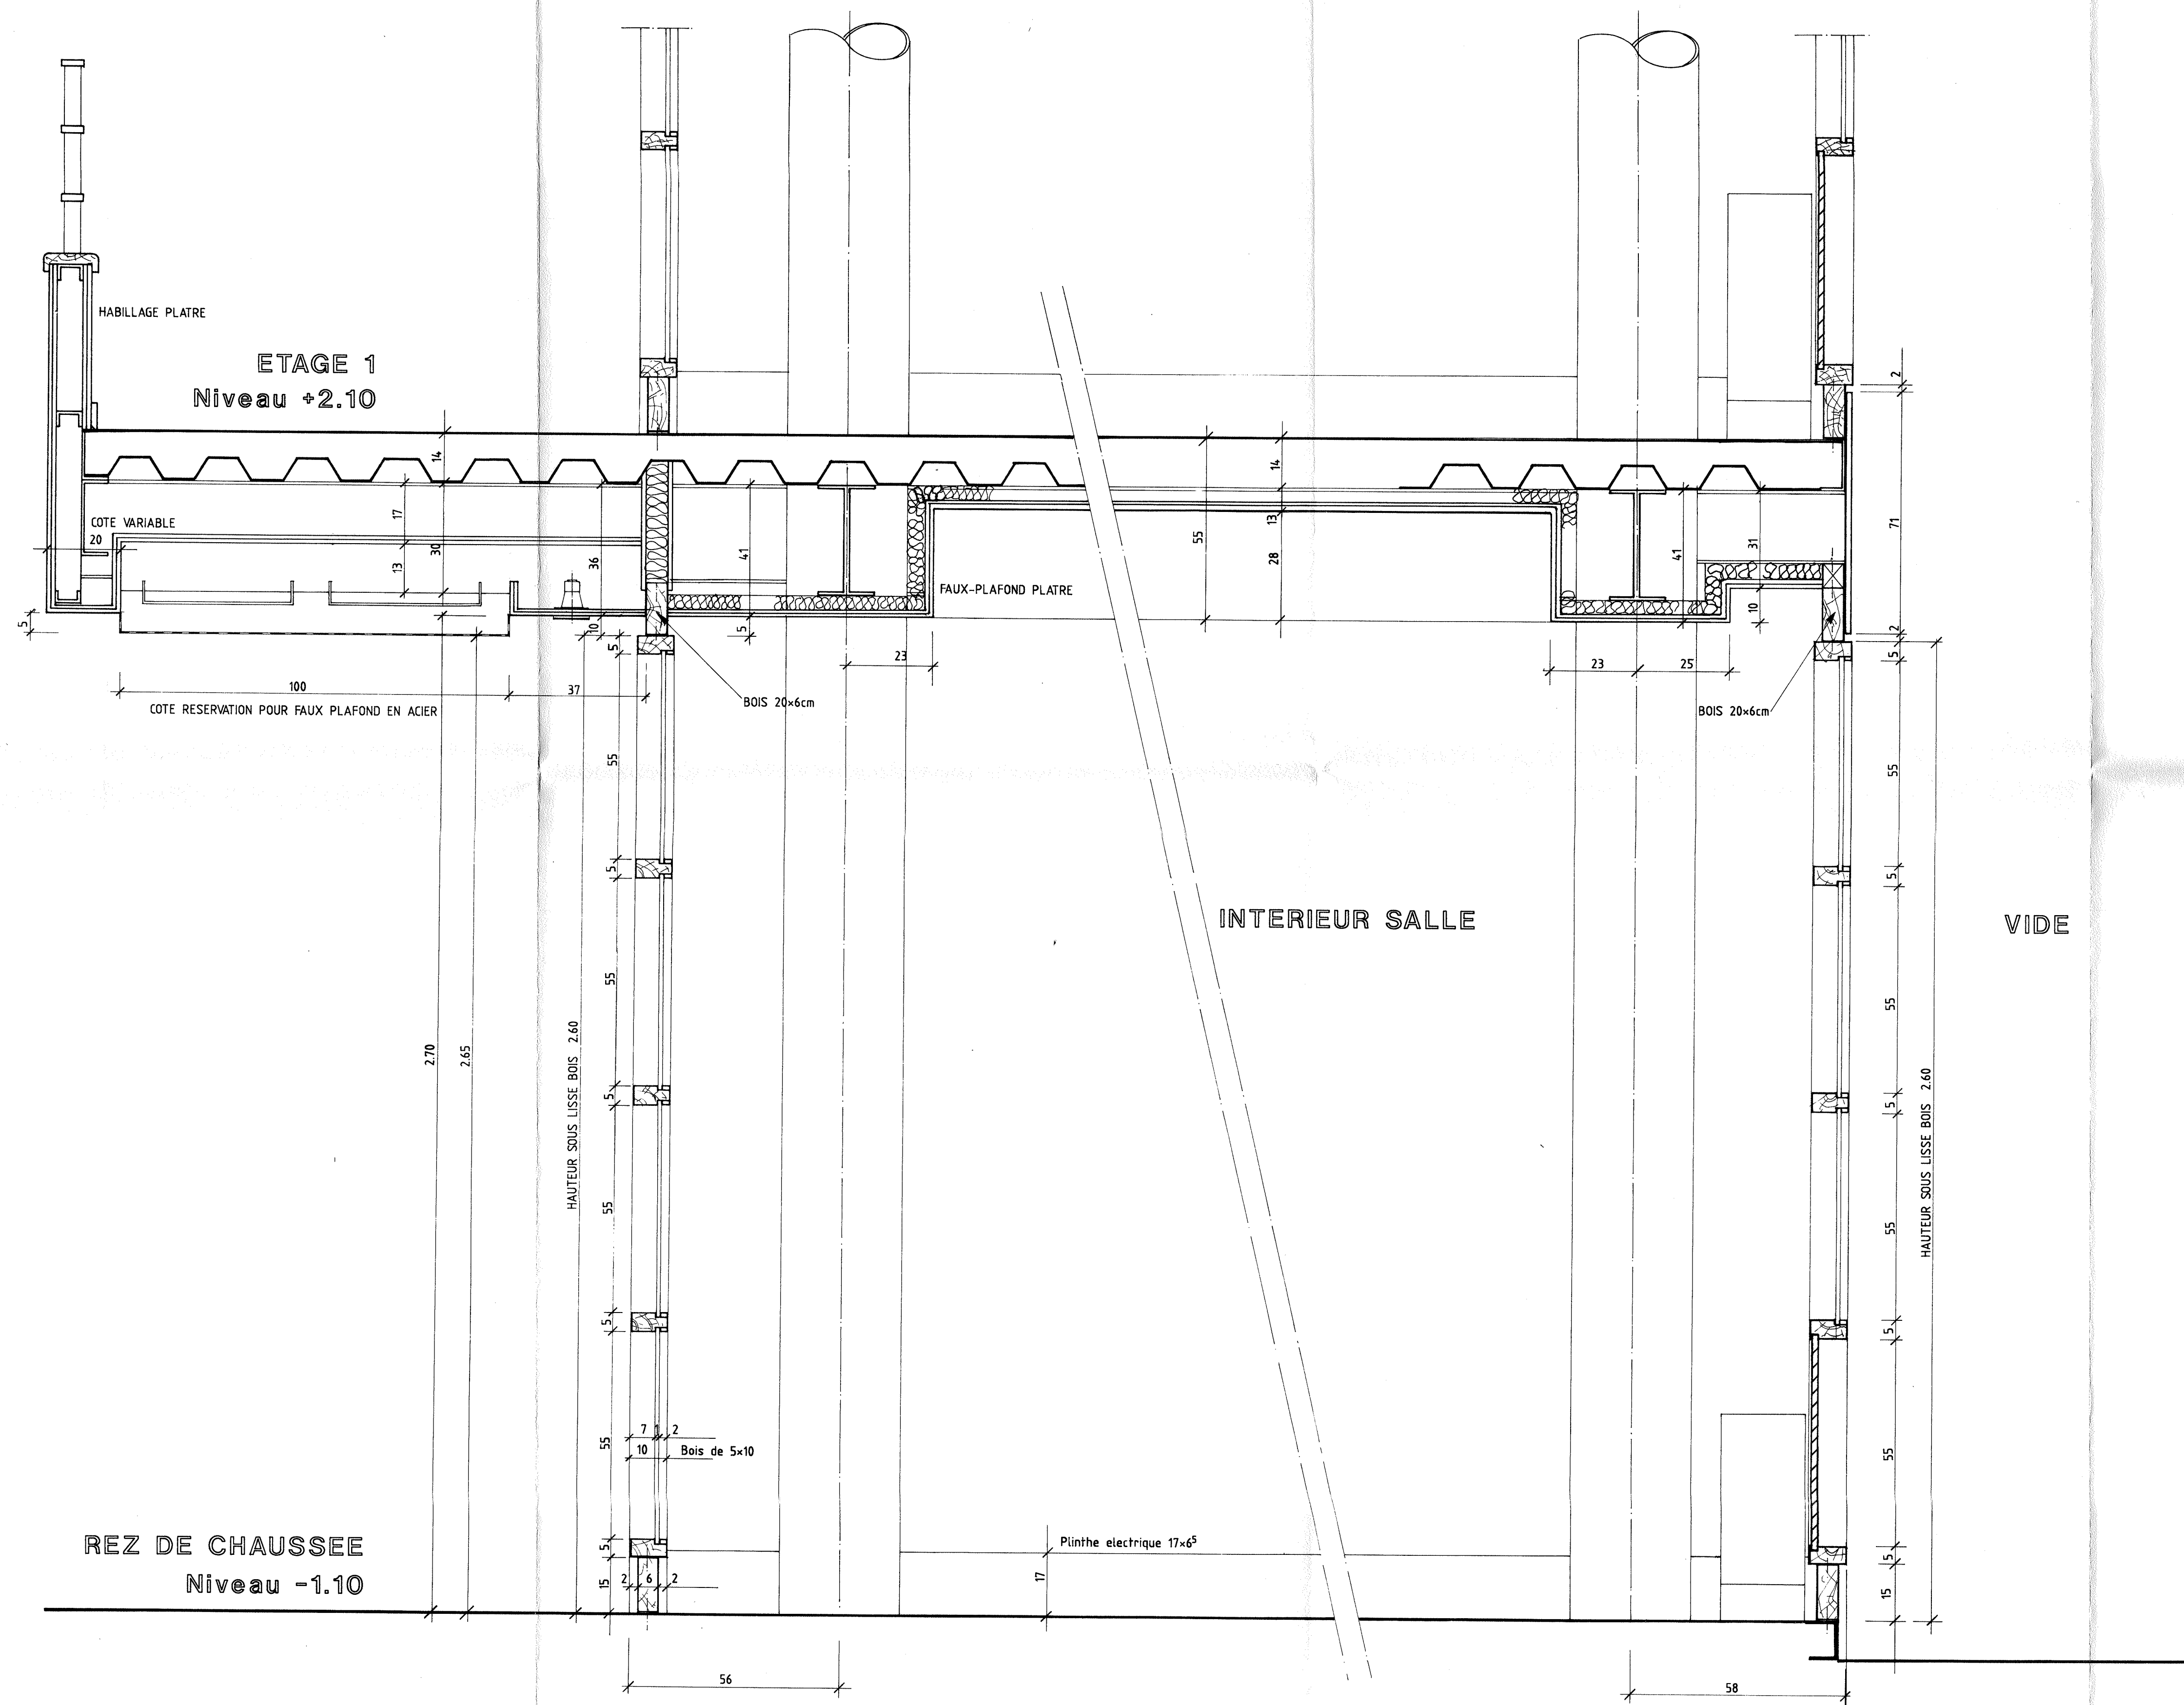 HABILLAGE PLATRE
ETAGE 1
Niveau +2.10
2
14
14
COTE VARIABLE
20
17
30
13
36
41
55
13
28
41
31
71
FAUX-PLAFOND PLATRE
5
10
5
10
2
5
5
23
23
25
100
37
COTE RESERVATION POUR FAUX PLAFOND EN ACIER
BOIS 20×6cm
BOIS 20×6cm
55
55
5
5
INTERIEUR SALLE
VIDE
55
55
2.70
2.65
HAUTEUR SOUS LISSE BOIS 2.60
HAUTEUR SOUS LISSE BOIS 2.60
5
5
55
55
5
5
7 1 2
10
Bois de 5×10
55
55
REZ DE CHAUSSEE
Niveau -1.10
5
5
Plinthe electrique 17×6⁵
15
2 6 2
17
15
56
58